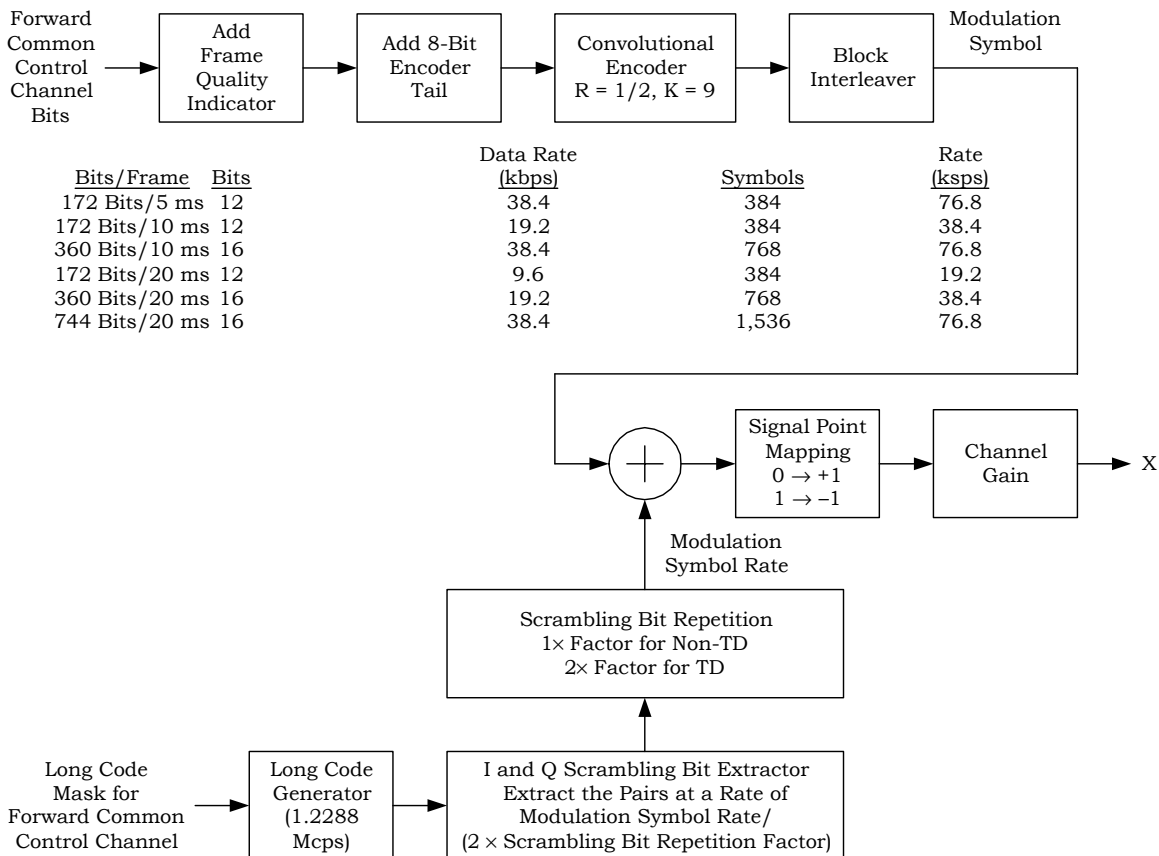 Forward
Common
Control
Channel
Bits
Add
Frame
Quality
Indicator
Add 8-Bit
Encoder
Tail
Convolutional
Encoder
R = 1/2, K = 9
Block
Interleaver
Modulation
Symbol
Bits/Frame Bits Data Rate (kbps) Symbols Rate (ksps)
172 Bits/5 ms 12 38.4 384 76.8
172 Bits/10 ms 12 19.2 384 38.4
360 Bits/10 ms 16 38.4 768 76.8
172 Bits/20 ms 12 9.6 384 19.2
360 Bits/20 ms 16 19.2 768 38.4
744 Bits/20 ms 16 38.4 1,536 76.8
+
Signal Point
Mapping
0 → +1
1 → −1
Channel
Gain
X
Modulation
Symbol Rate
Scrambling Bit Repetition
1× Factor for Non-TD
2× Factor for TD
Long Code
Mask for
Forward Common
Control Channel
Long Code
Generator
(1.2288
Mcps)
I and Q Scrambling Bit Extractor
Extract the Pairs at a Rate of
Modulation Symbol Rate/
(2 × Scrambling Bit Repetition Factor)